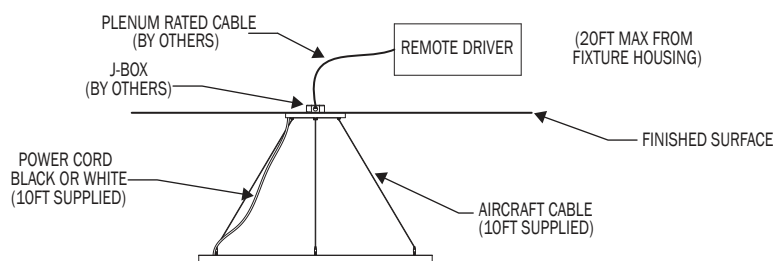 PLENUM RATED CABLE
(BY OTHERS)
REMOTE DRIVER
(20FT MAX FROM
FIXTURE HOUSING)
J-BOX
(BY OTHERS)
FINISHED SURFACE
POWER CORD
BLACK OR WHITE
(10FT SUPPLIED)
AIRCRAFT CABLE
(10FT SUPPLIED)